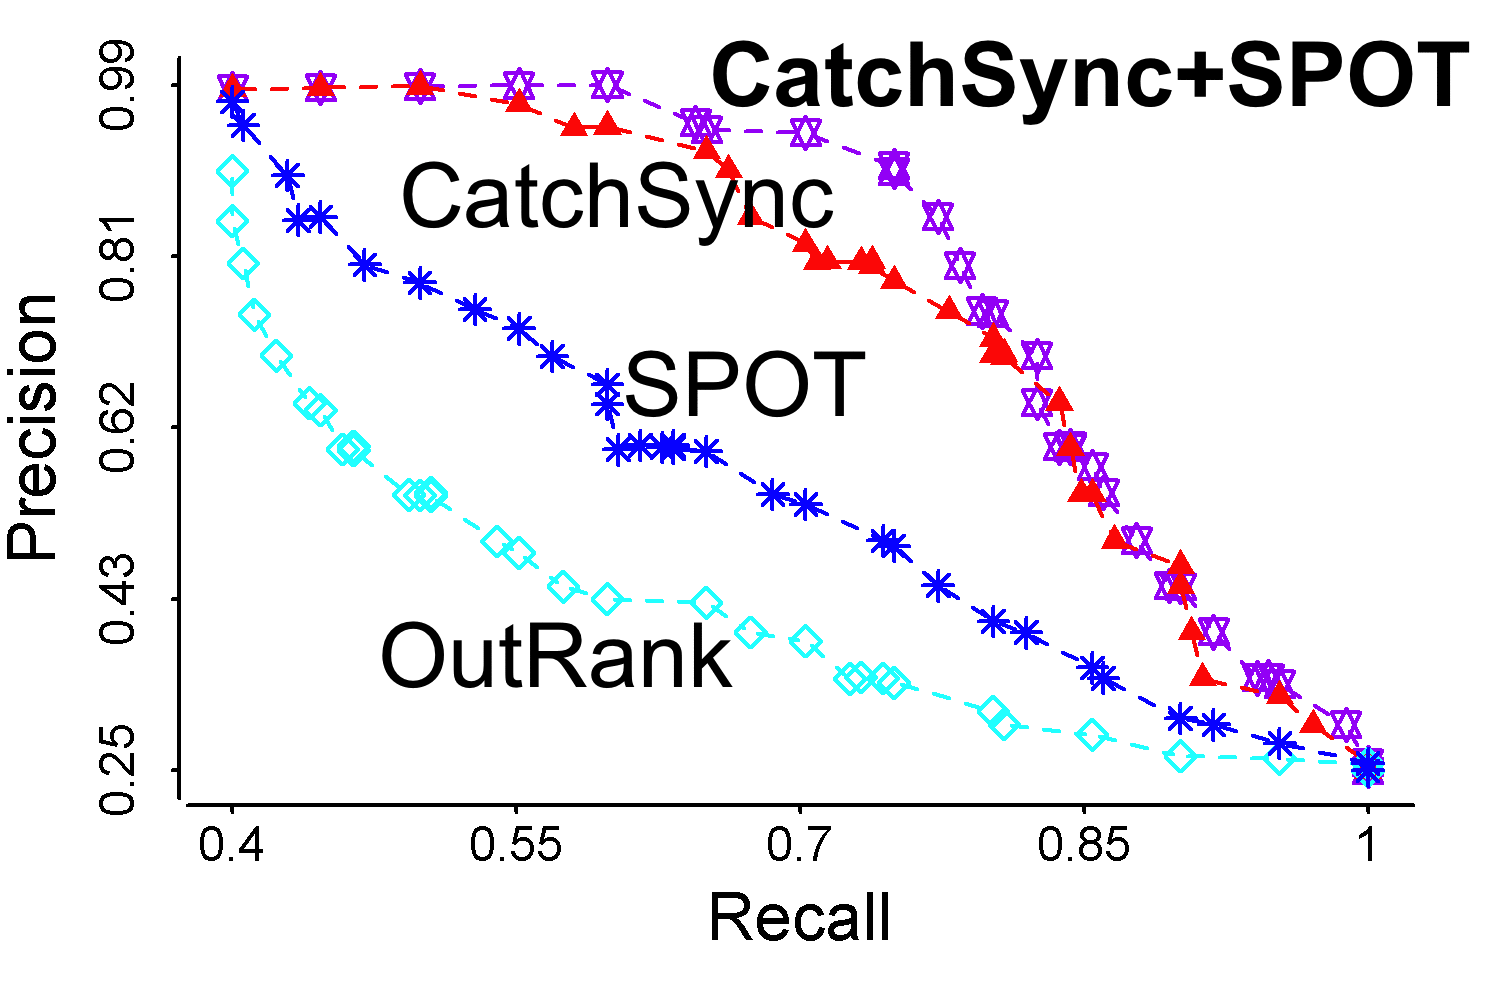 CatchSync+SPOT
CatchSync
SPOT
OutRank
Precision
0.99
0.81
0.62
0.43
0.25
0.4 0.55 0.7 0.85 1
Recall